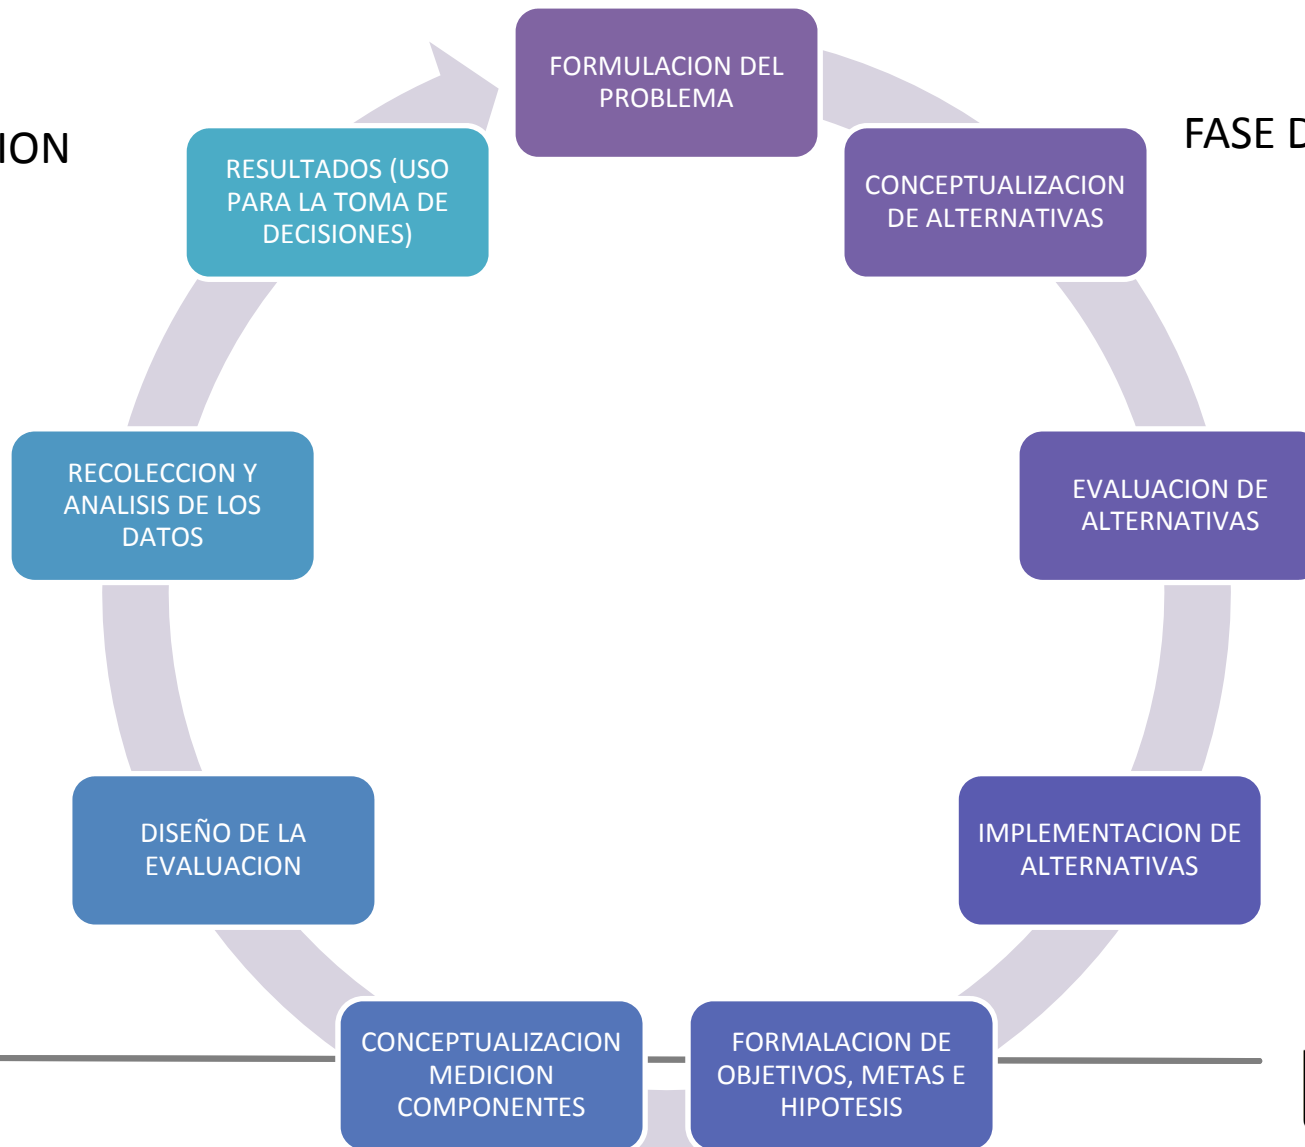 FORMULACION DEL
PROBLEMA
FASE D
CONCEPTUALIZACION
DE ALTERNATIVAS
EVALUACION DE
ALTERNATIVAS
IMPLEMENTACION DE
ALTERNATIVAS
FORMALACION DE
OBJETIVOS, METAS E
HIPOTESIS
CONCEPTUALIZACION
MEDICION
COMPONENTES
DISEÑO DE LA
EVALUACION
RECOLECCION Y
ANALISIS DE LOS
DATOS
RESULTADOS (USO
PARA LA TOMA DE
DECISIONES)
ION